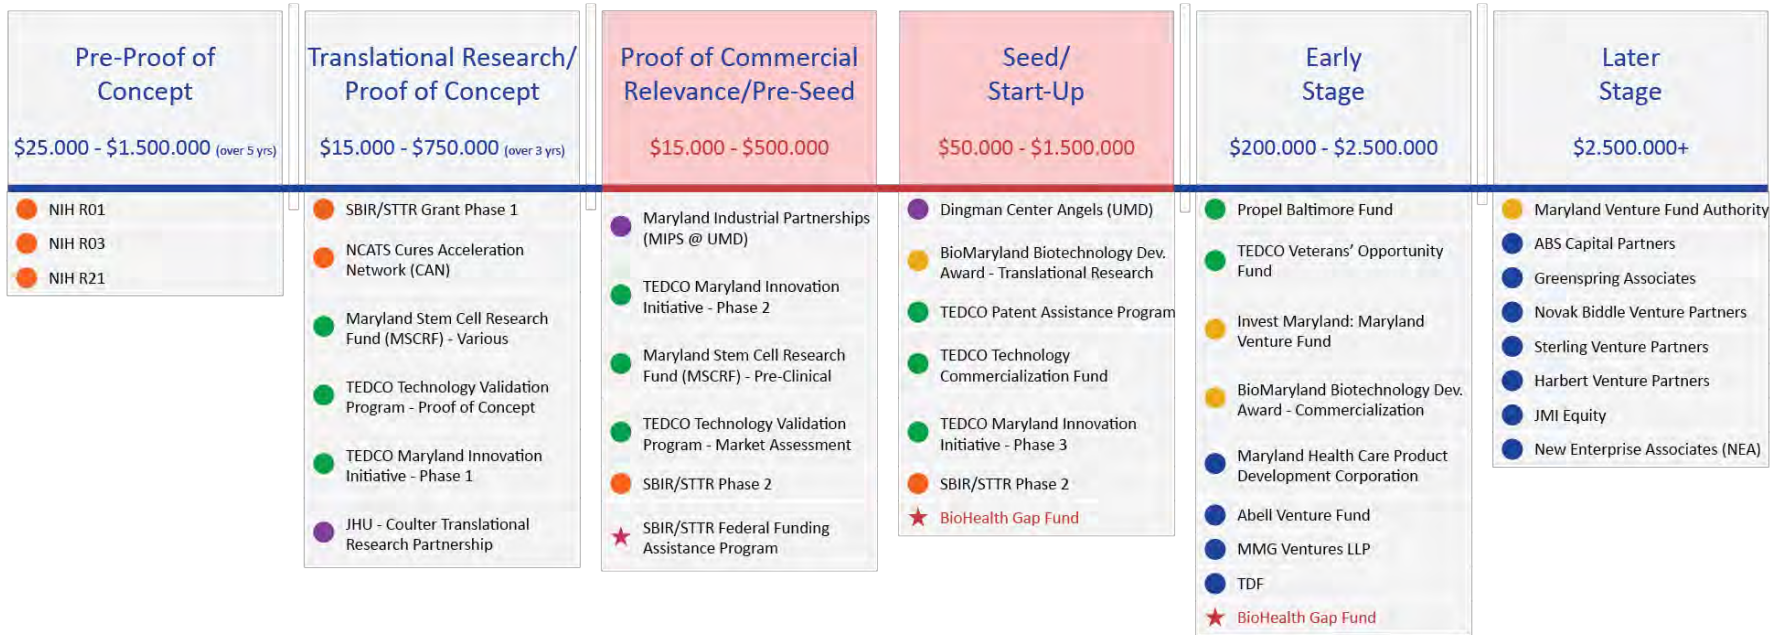 Pre-Proof of
Concept
$25.000 - $1.500.000 (over 5 yrs)
NIH R01
NIH R03
NIH R21
Translational Research/
Proof of Concept
$15.000 - $750.000 (over 3 yrs)
SBIR/STTR Grant Phase 1
NCATS Cures Acceleration
Network (CAN)
Maryland Stem Cell Research
Fund (MSCRF) - Various
TEDCO Technology Validation
Program - Proof of Concept
TEDCO Maryland Innovation
Initiative - Phase 1
JHU - Coulter Translational
Research Partnership
Proof of Commercial
Relevance/Pre-Seed
$15.000 - $500.000
Maryland Industrial Partnerships
(MIPS @ UMD)
TEDCO Maryland Innovation
Initiative - Phase 2
Maryland Stem Cell Research
Fund (MSCRF) - Pre-Clinical
TEDCO Technology Validation
Program - Market Assessment
SBIR/STTR Phase 2
SBIR/STTR Federal Funding
Assistance Program
Seed/
Start-Up
$50.000 - $1.500,000
Dingman Center Angels (UMD)
BioMaryland Biotechnology Dev.
Award - Translational Research
TEDCO Patent Assistance Program
TEDCO Technology
Commercialization Fund
TEDCO Maryland Innovation
Initiative - Phase 3
SBIR/STTR Phase 2
BioHealth Gap Fund
Early
Stage
$200.000 - $2.500.000
Propel Baltimore Fund
TEDCO Veterans' Opportunity
Fund
Invest Maryland: Maryland
Venture Fund
BioMaryland Biotechnology Dev.
Award - Commercialization
Maryland Health Care Product
Development Corporation
Abell Venture Fund
MMG Ventures LLP
TDF
BioHealth Gap Fund
Later
Stage
$2.500.000+
Maryland Venture Fund Authority
ABS Capital Partners
Greenspring Associates
Novak Biddle Venture Partners
Sterling Venture Partners
Harbert Venture Partners
JMI Equity
New Enterprise Associates (NEA)